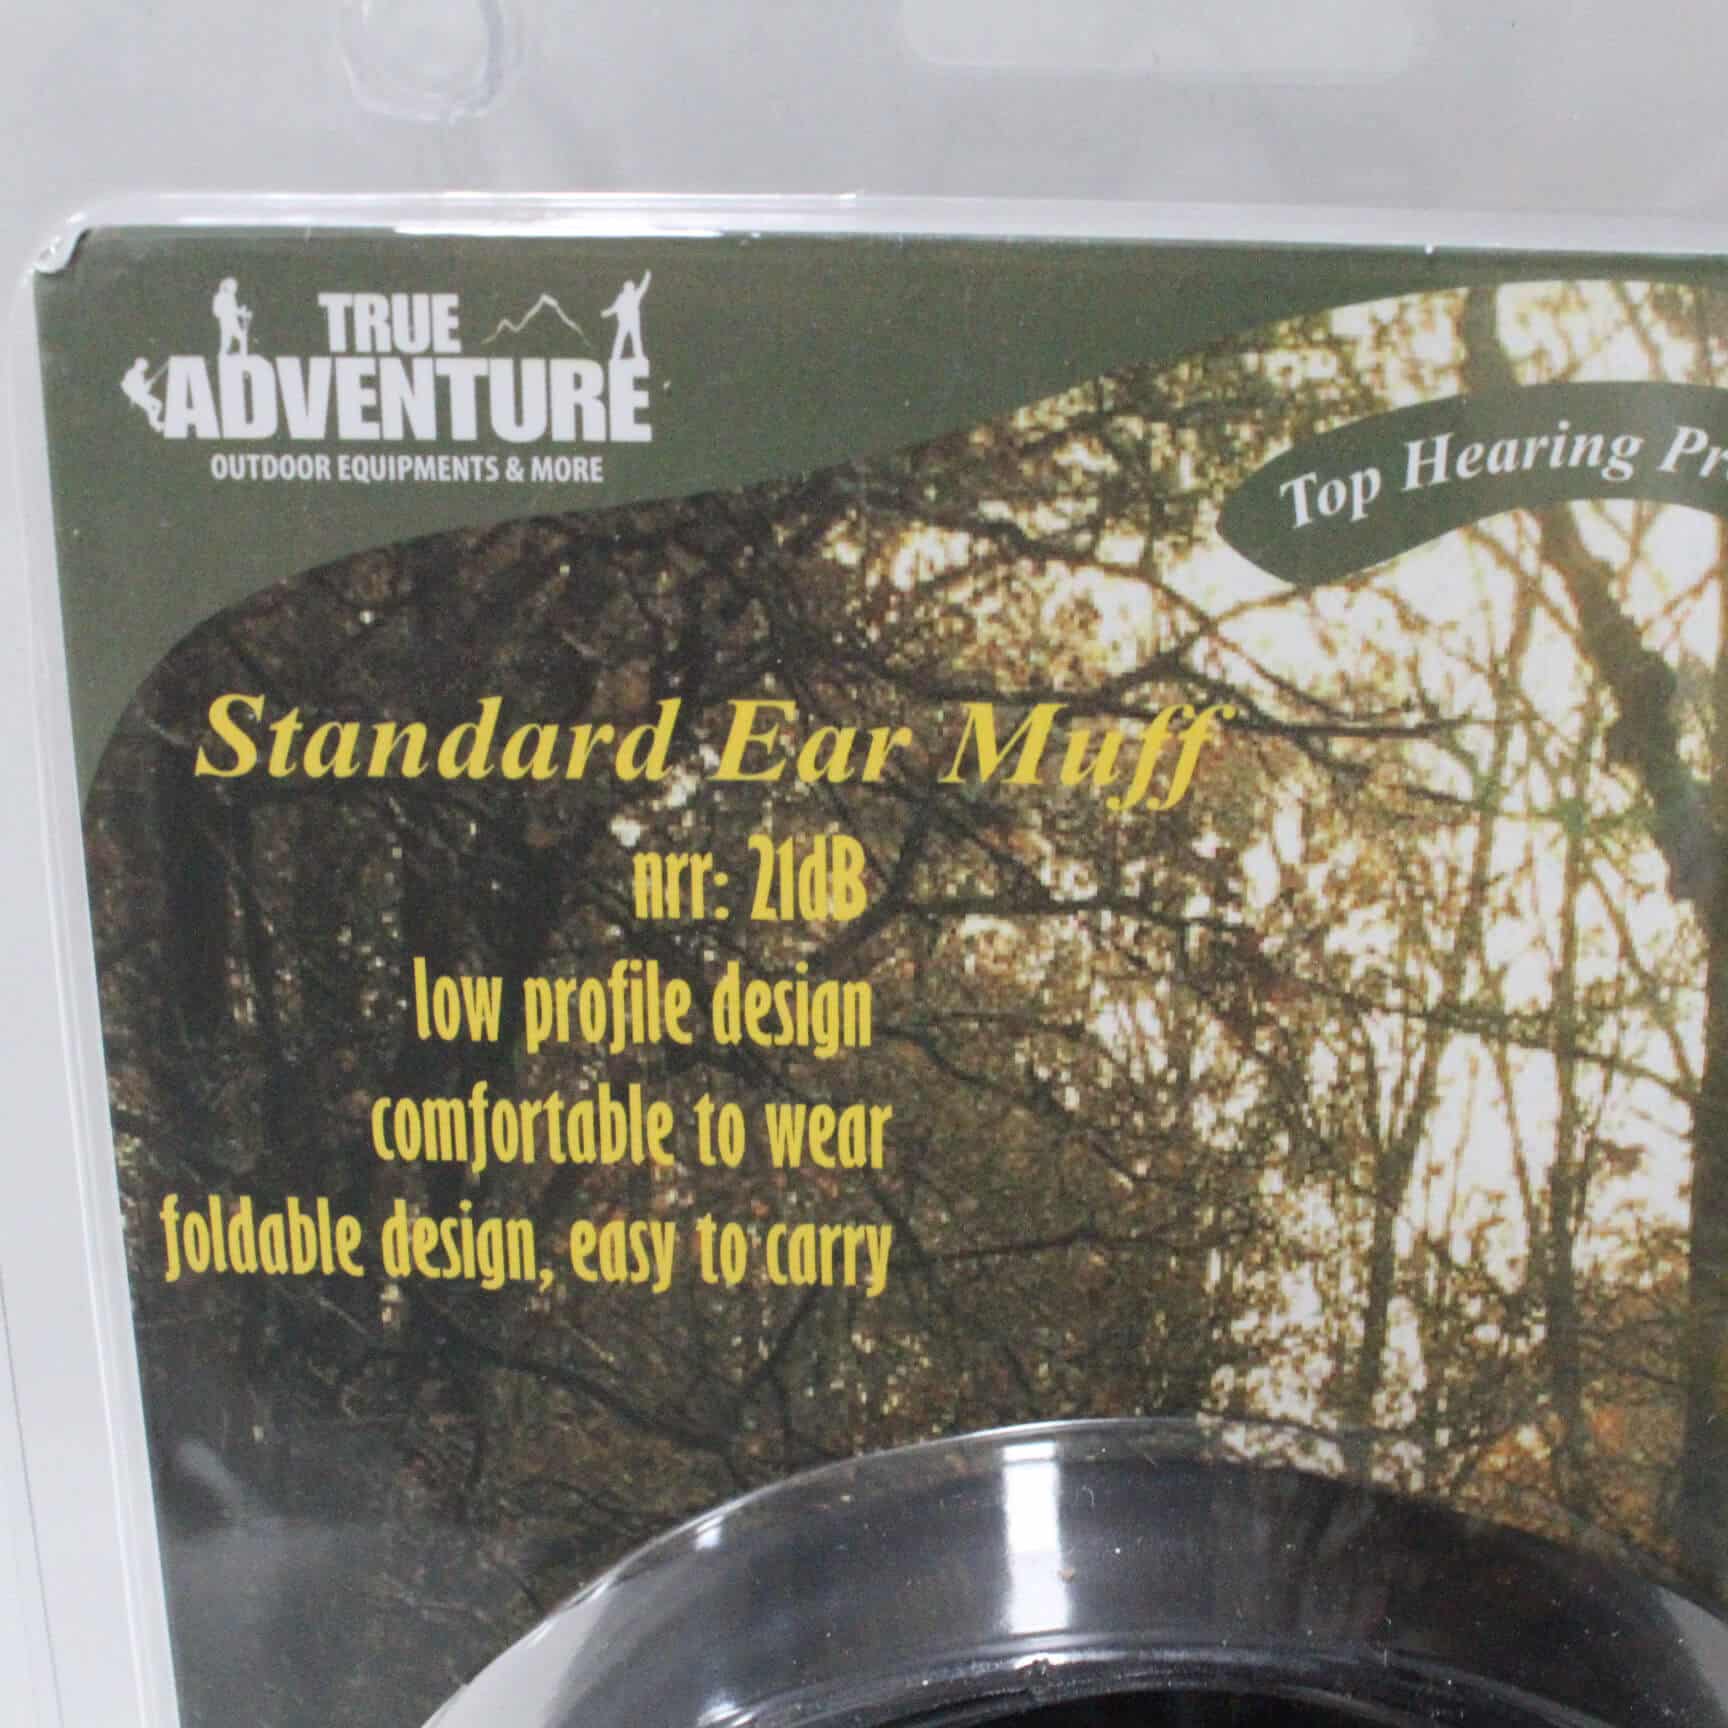 TRUE
ADVENTURE
OUTDOOR EQUIPMENTS & MORE
Top Hearing
Standard Ear Muff
nrr: 21dB
low profile design
comfortable to wear
foldable design, easy to carry